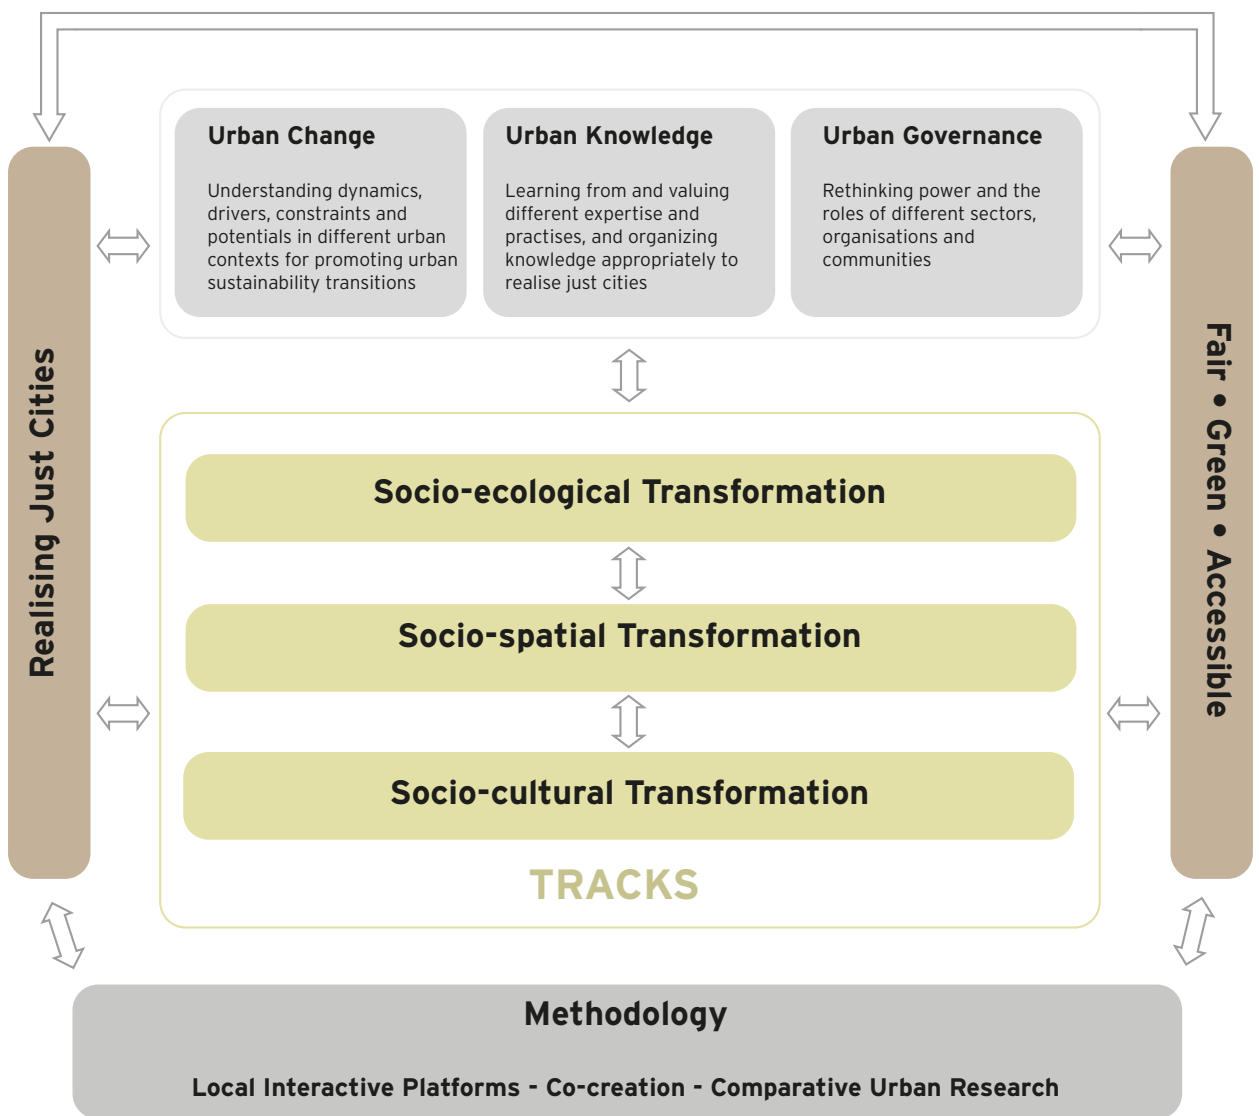 Urban Change
Understanding dynamics,
drivers, constraints and
potentials in different urban
contexts for promoting urban
sustainability transitions
Urban Knowledge
Learning from and valuing
different expertise and
practises, and organizing
knowledge appropriately to
realise just cities
Urban Governance
Rethinking power and the
roles of different sectors,
organisations and
communities
Realising Just Cities
Fair • Green • Accessible
Socio-ecological Transformation
Socio-spatial Transformation
Socio-cultural Transformation
TRACKS
Methodology
Local Interactive Platforms - Co-creation - Comparative Urban Research